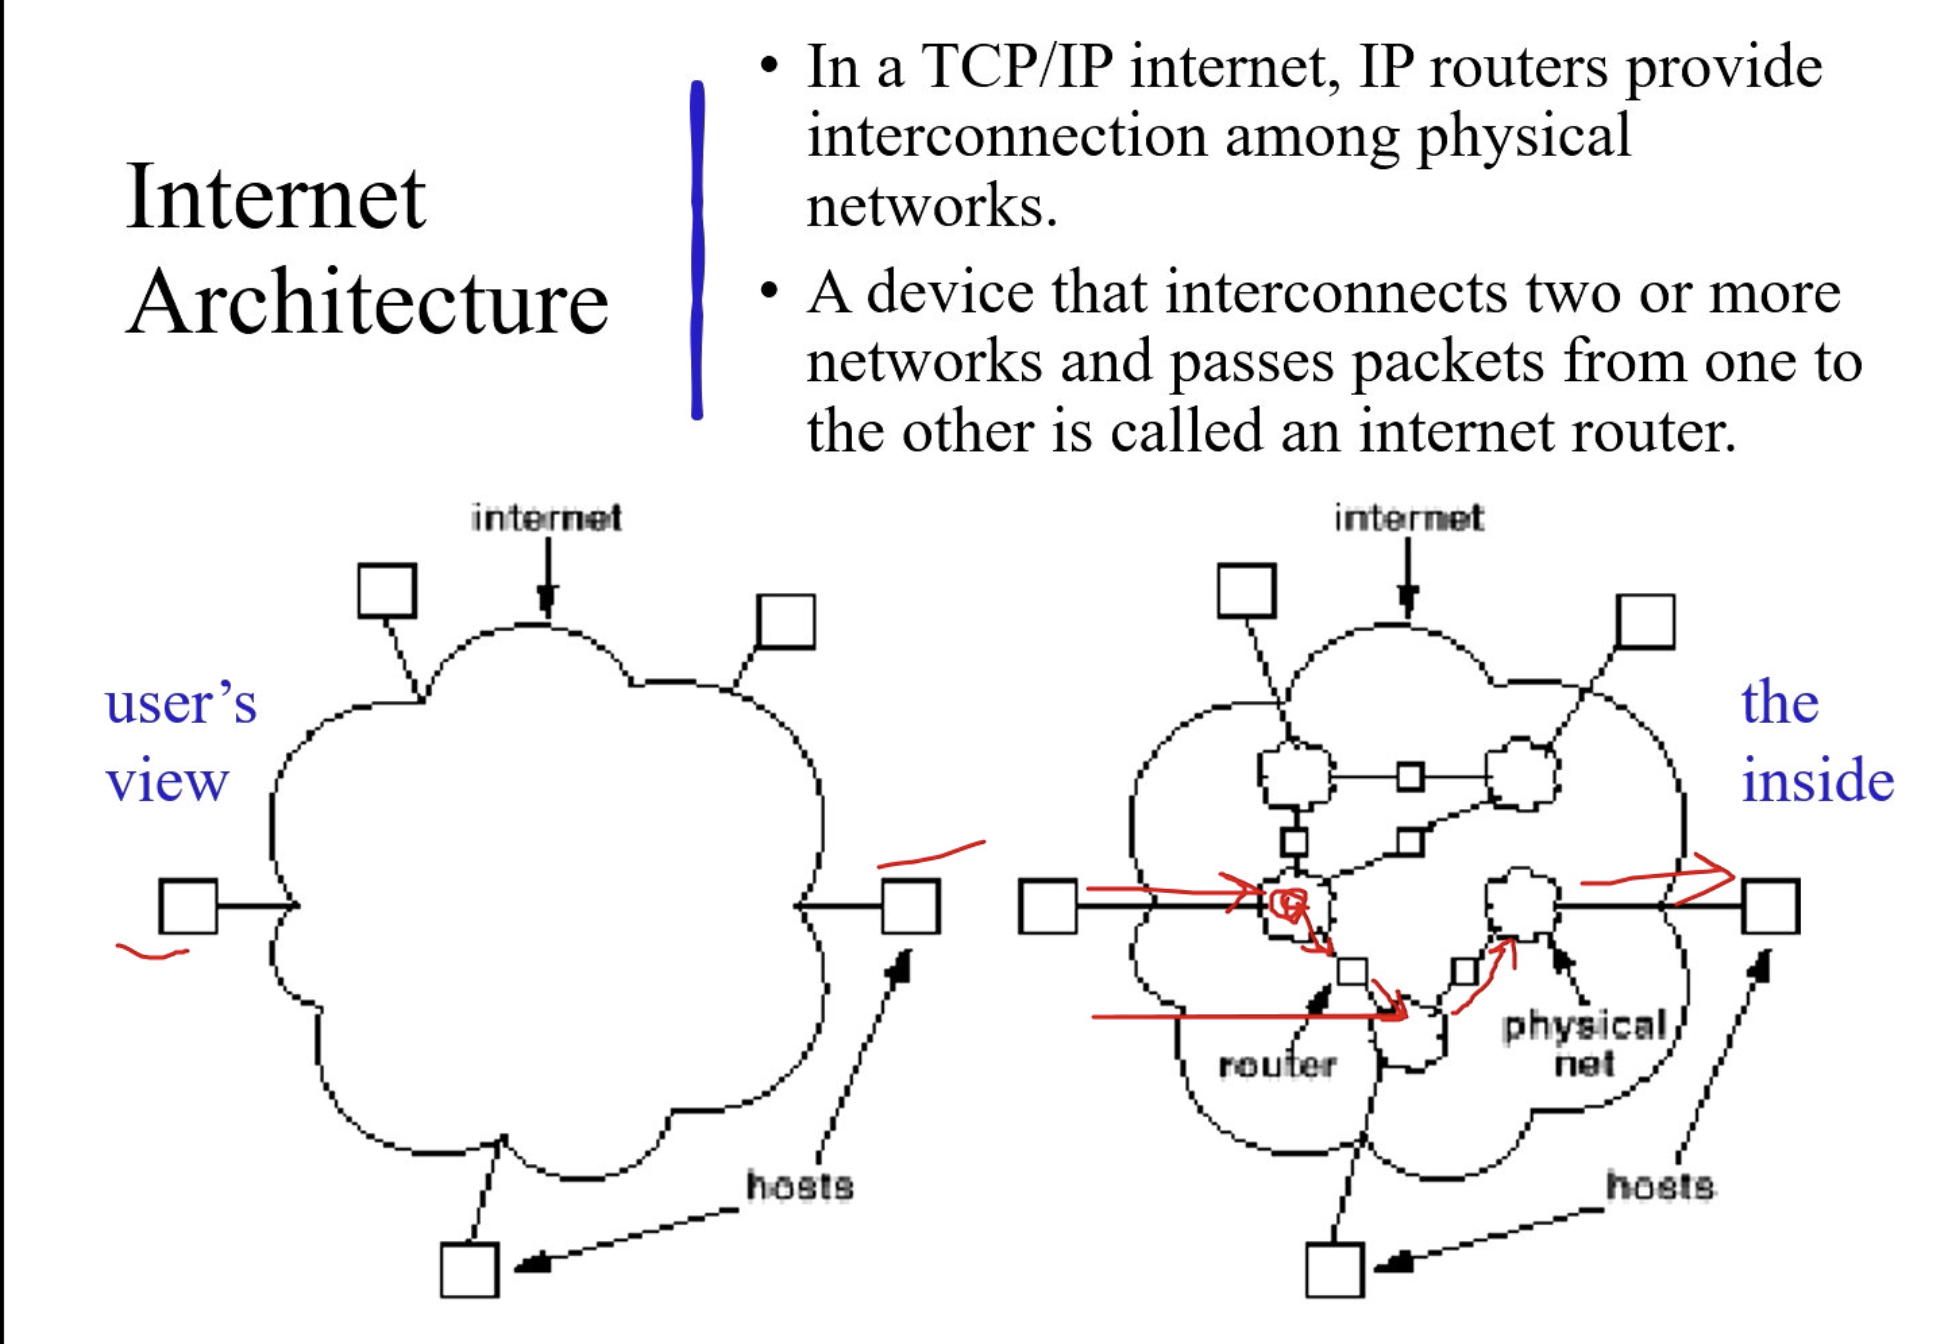 Internet
Architecture
• In a TCP/IP internet, IP routers provide
interconnection among physical
networks.
• A device that interconnects two or more
networks and passes packets from one to
the other is called an internet router.
internet
user's
view
hosts
internet
the
inside
router
physical
net
hosts